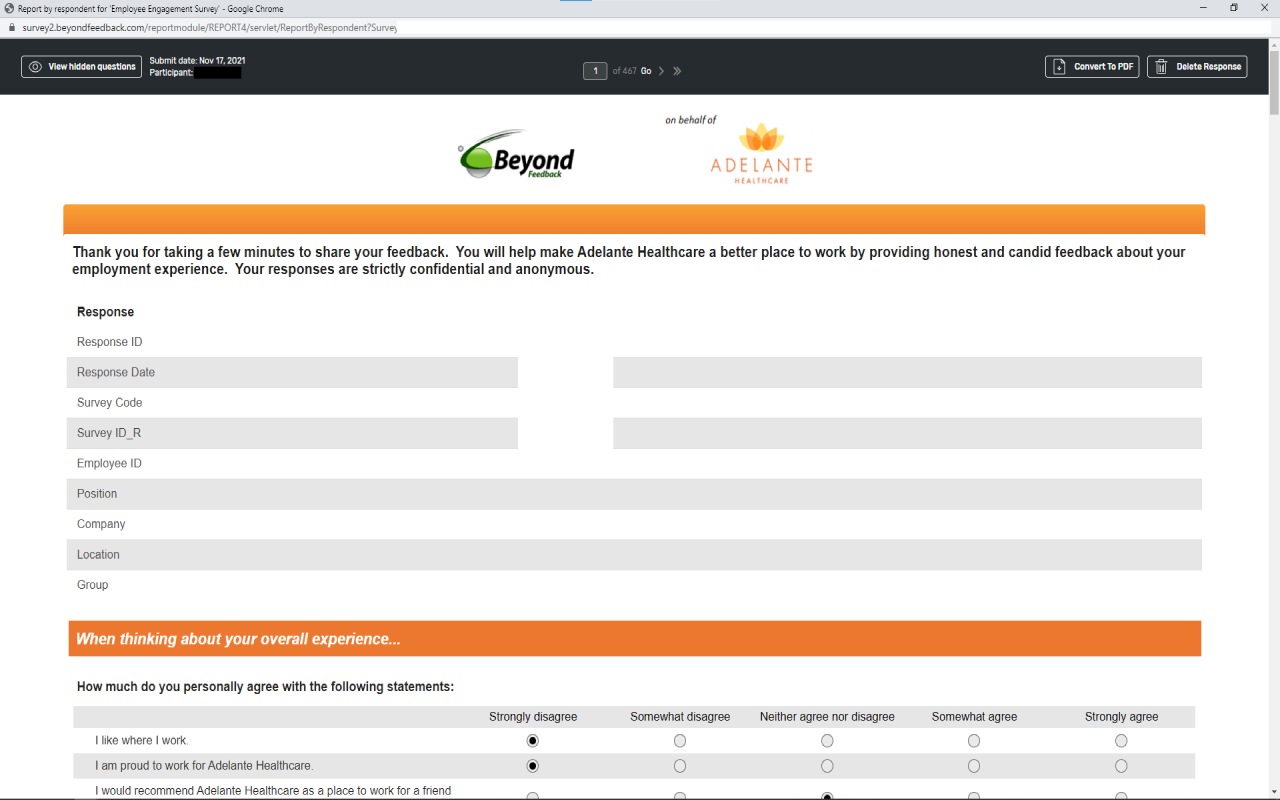 Report by respondent for 'Employee Engagement Survey' - Google Chrome
survey2.beyondfeedback.com/reportmodule/REPORT4/servlet/ReportByRespondent?Survey
View hidden questions
Submit date: Nov 17, 2021
Participant:
1 of 467 Go
Convert To PDF
Delete Response
on behalf of
Beyond
Feedback
ADELANTE
HEALTHCARE
Thank you for taking a few minutes to share your feedback. You will help make Adelante Healthcare a better place to work by providing honest and candid feedback about your
employment experience. Your responses are strictly confidential and anonymous.
Response
Response ID
Response Date
Survey Code
Survey ID_R
Employee ID
Position
Company
Location
Group
When thinking about your overall experience...
How much do you personally agree with the following statements:
Strongly disagree Somewhat disagree Neither agree nor disagree Somewhat agree Strongly agree
I like where I work.
I am proud to work for Adelante Healthcare.
I would recommend Adelante Healthcare as a place to work for a friend